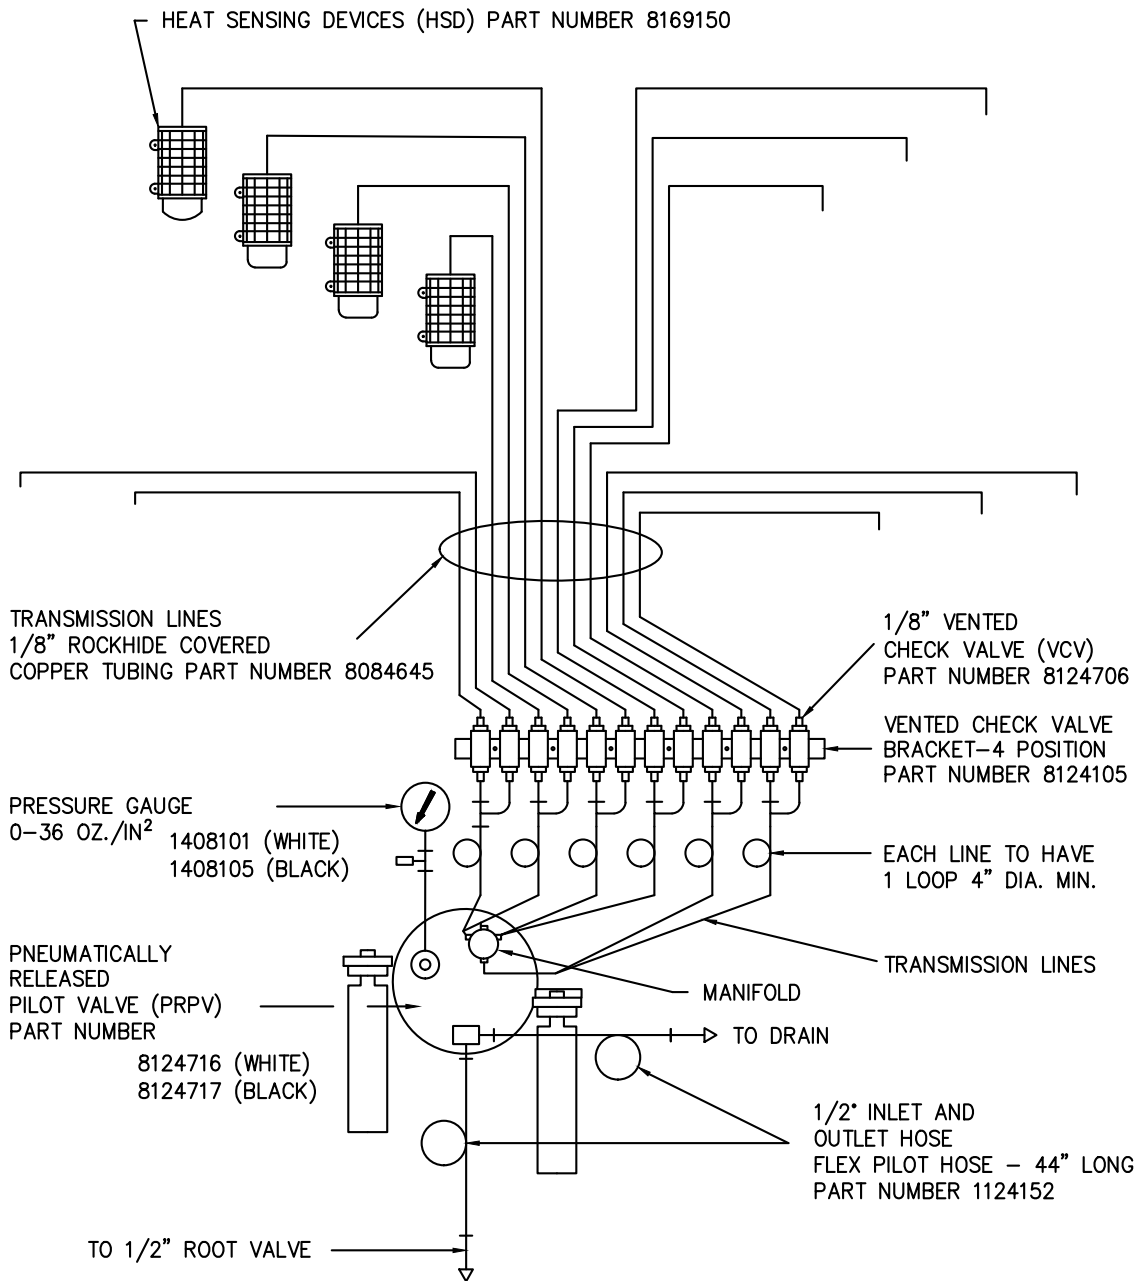 HEAT SENSING DEVICES (HSD) PART NUMBER 8169150
TRANSMISSION LINES
1/8" ROCKHIDE COVERED
COPPER TUBING PART NUMBER 8084645
1/8" VENTED
CHECK VALVE (VCV)
PART NUMBER 8124706
VENTED CHECK VALVE
BRACKET-4 POSITION
PART NUMBER 8124105
PRESSURE GAUGE
0-36 OZ./IN²
1408101 (WHITE)
1408105 (BLACK)
EACH LINE TO HAVE
1 LOOP 4" DIA. MIN.
PNEUMATICALLY
RELEASED
PILOT VALVE (PRPV)
PART NUMBER
8124716 (WHITE)
8124717 (BLACK)
TRANSMISSION LINES
MANIFOLD
TO DRAIN
1/2" INLET AND
OUTLET HOSE
FLEX PILOT HOSE - 44" LONG
PART NUMBER 1124152
TO 1/2" ROOT VALVE